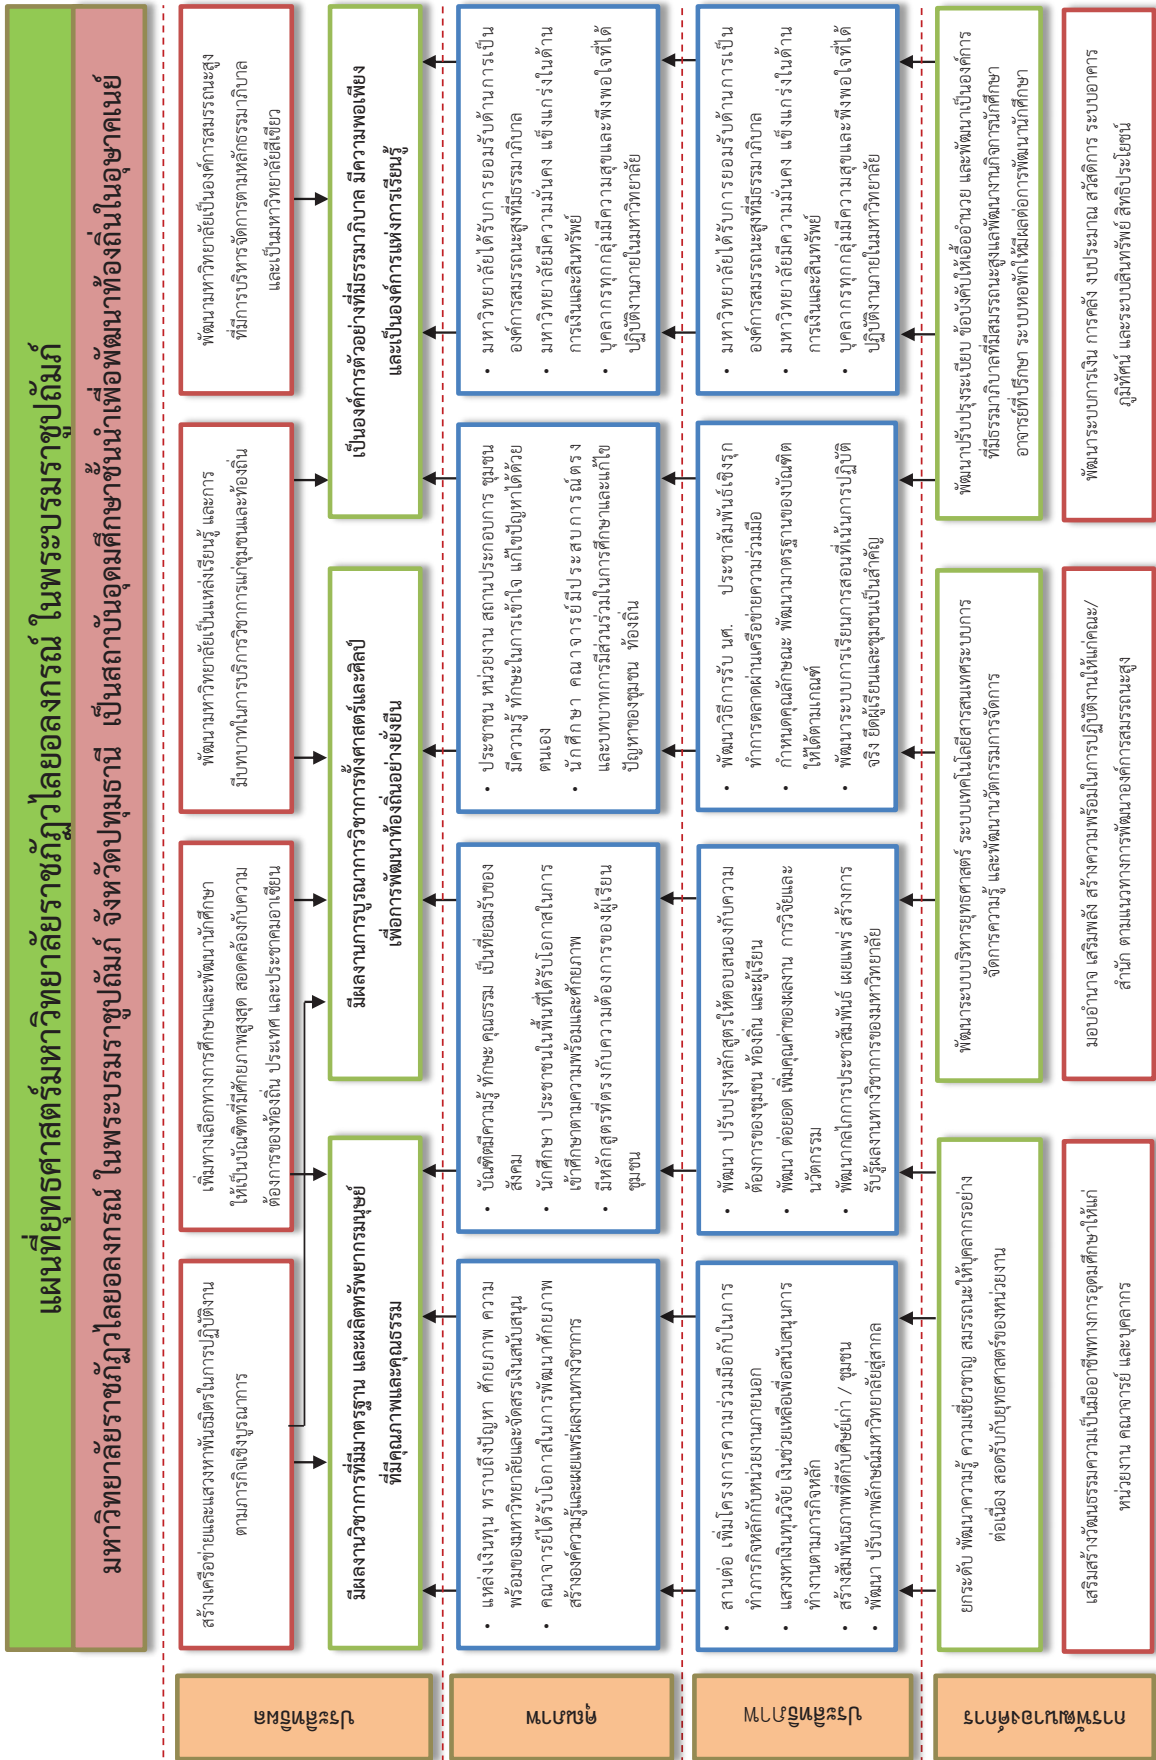 แผนที่ยุทธศาสตร์มหาวิทยาลัยราชภัฏวไลยอลงกรณ์ ในพระบรมราชูปถัมภ์
มหาวิทยาลัยราชภัฏวไลยอลงกรณ์ ในพระบรมราชูปถัมภ์ จังหวัดปทุมธานี เป็นสถาบันอุดมศึกษาชั้นนำเพื่อพัฒนาท้องถิ่นในอุษาคเนย์
ประสิทธิผล
สร้างเครือข่ายและแสวงหาพันธมิตรในการปฏิบัติงาน
ตามภารกิจเชิงบูรณาการ
เพิ่มทางเลือกทางการศึกษาและพัฒนานักศึกษา
ให้เป็นบัณฑิตที่มีศักยภาพสูงสุด สอดคล้องกับความ
ต้องการของท้องถิ่น ประเทศ และประชาคมอาเซียน
พัฒนามหาวิทยาลัยเป็นแหล่งเรียนรู้ และการ
มีบทบาทในการบริการวิชาการแก่ชุมชนและท้องถิ่น
พัฒนามหาวิทยาลัยเป็นองค์การสมรรถนะสูง
ที่มีการบริหารจัดการตามหลักธรรมาภิบาล
และเป็นมหาวิทยาลัยสีเขียว
มีผลงานวิชาการที่มีมาตรฐาน และผลิตทรัพยากรมนุษย์
ที่มีคุณภาพและคุณธรรม
มีผลงานการบูรณาการวิชาการทั้งศาสตร์และศิลป์
เพื่อการพัฒนาท้องถิ่นอย่างยั่งยืน
เป็นองค์การตัวอย่างที่มีธรรมาภิบาล มีความพอเพียง
และเป็นองค์การแห่งการเรียนรู้
คุณภาพ
• แหล่งเงินทุน ทราบถึงปัญหา ศักยภาพ ความ
พร้อมของมหาวิทยาลัยและจัดสรรเงินสนับสนุน
• คณาจารย์ได้รับโอกาสในการพัฒนาศักยภาพ
สร้างองค์ความรู้และเผยแพร่ผลงานทางวิชาการ
• บัณฑิตมีความรู้ ทักษะ คุณธรรม เป็นที่ยอมรับของ
สังคม
• นักศึกษา ประชาชนในพื้นที่ได้รับโอกาสในการ
เข้าศึกษาตามความพร้อมและศักยภาพ
• มีหลักสูตรที่ตรงกับความต้องการของผู้เรียน
ชุมชน
• ประชาชน หน่วยงาน สถานประกอบการ ชุมชน
มีความรู้ ทักษะในการเข้าใจ แก้ไขปัญหาได้ด้วย
ตนเอง
• นักศึกษา คณาจารย์มีประสบการณ์ตรง
และบทบาทการมีส่วนร่วมในการศึกษาและแก้ไข
ปัญหาของชุมชน ท้องถิ่น
• มหาวิทยาลัยได้รับการยอมรับด้านการเป็น
องค์การสมรรถนะสูงที่มีธรรมาภิบาล
• มหาวิทยาลัยมีความมั่นคง แข็งแกร่งในด้าน
การเงินและสินทรัพย์
• บุคลากรทุกกลุ่มมีความสุขและพึงพอใจที่ได้
ปฏิบัติงานภายในมหาวิทยาลัย
ประสิทธิภาพ
• สานต่อ เพิ่มโครงการความร่วมมือกับในการ
ทำภารกิจหลักกับหน่วยงานภายนอก
• แสวงหาเงินทุนวิจัย เงินช่วยเหลือเพื่อสนับสนุนการ
ทำงานตามภารกิจหลัก
• สร้างสัมพันธภาพที่ดีกับศิษย์เก่า / ชุมชน
• พัฒนา ปรับภาพลักษณ์มหาวิทยาลัยสู่สากล
• พัฒนา ปรับปรุงหลักสูตรให้ตอบสนองกับความ
ต้องการของชุมชน ท้องถิ่น และผู้เรียน
• พัฒนา ต่อยอด เพิ่มคุณค่าของผลงาน การวิจัยและ
นวัตกรรม
• พัฒนากลไกการประชาสัมพันธ์ เผยแพร่ สร้างการ
รับรู้ผลงานทางวิชาการของมหาวิทยาลัย
• พัฒนาวิธีการรับ นศ. ประชาสัมพันธ์เชิงรุก
ทำการตลาดผ่านเครือข่ายความร่วมมือ
• กำหนดคุณลักษณะ พัฒนามาตรฐานของบัณฑิต
ให้ได้ตามเกณฑ์
• พัฒนาระบบการเรียนการสอนที่เน้นการปฏิบัติ
จริง ยึดผู้เรียนและชุมชนเป็นสำคัญ
• มหาวิทยาลัยได้รับการยอมรับด้านการเป็น
องค์การสมรรถนะสูงที่มีธรรมาภิบาล
• มหาวิทยาลัยมีความมั่นคง แข็งแกร่งในด้าน
การเงินและสินทรัพย์
• บุคลากรทุกกลุ่มมีความสุขและพึงพอใจที่ได้
ปฏิบัติงานภายในมหาวิทยาลัย
การพัฒนาองค์การ
ยกระดับ พัฒนาความรู้ ความเชี่ยวชาญ สมรรถนะให้บุคลากรอย่าง
ต่อเนื่อง สอดรับกับยุทธศาสตร์ของหน่วยงาน
พัฒนาระบบบริหารยุทธศาสตร์ ระบบเทคโนโลยีสารสนเทศระบบการ
จัดการความรู้ และพัฒนานวัตกรรมการจัดการ
พัฒนาปรับปรุงระเบียบ ข้อบังคับให้เอื้ออำนวย และพัฒนาเป็นองค์การ
ที่มีธรรมาภิบาลที่มีสมรรถนะสูงและพัฒนางานกิจการนักศึกษา
อาจารย์ที่ปรึกษา ระบบหอพักให้มีผลต่อการพัฒนานักศึกษา
เสริมสร้างวัฒนธรรมความเป็นมืออาชีพทางการอุดมศึกษาให้แก่
หน่วยงาน คณาจารย์ และบุคลากร
มอบอำนาจ เสริมพลัง สร้างความพร้อมในการปฏิบัติงานให้แก่คณะ/
สำนัก ตามแนวทางการพัฒนาองค์การสมรรถนะสูง
พัฒนาระบบการเงิน การคลัง งบประมาณ สวัสดิการ ระบบอาคาร
ภูมิทัศน์ และระบบสินทรัพย์ สิทธิประโยชน์